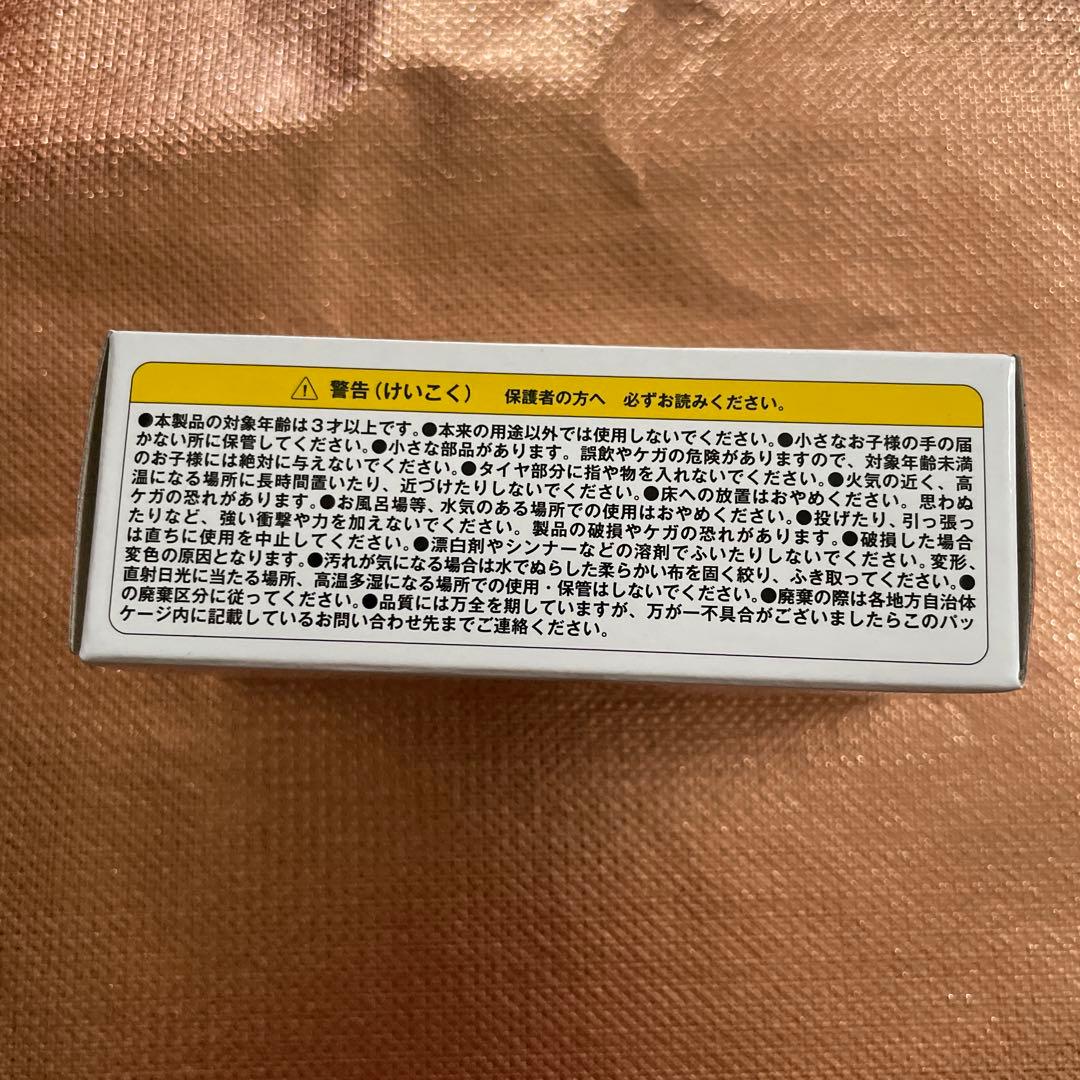 ⚠ 警告（けいこく） 保護者の方へ 必ずお読みください。
●本製品の対象年齢は３才以上です。●本来の用途以外では使用しないでください。●小さなお子様の手の届
かない所に保管してください。●小さな部品があります。誤飲やケガの危険がありますので、対象年齢未満
のお子様には絶対に与えないでください。●タイヤ部分に指や物を入れないでください。●火気の近く、高
温になる場所に長時間置いたり、近づけたりしないでください。●床への放置はおやめください。思わぬ
ケガの恐れがあります。●お風呂場等、水気のある場所での使用はおやめください。●投げたり、引っ張っ
たりなど、強い衝撃や力を加えないでください。製品の破損やケガの恐れがあります。●破損した場合
は直ちに使用を中止してください。●漂白剤やシンナーなどの溶剤でふいたりしないでください。変形、
変色の原因となります。●汚れが気になる場合は水でぬらした柔らかい布を固く絞り、ふき取ってください。●
直射日光に当たる場所、高温多湿になる場所での使用・保管はしないでください。●廃棄の際は各地方自治体
の廃棄区分に従ってください。●品質には万全を期していますが、万が一不具合がございましたらこのパッ
ケージ内に記載しているお問い合わせ先までご連絡ください。